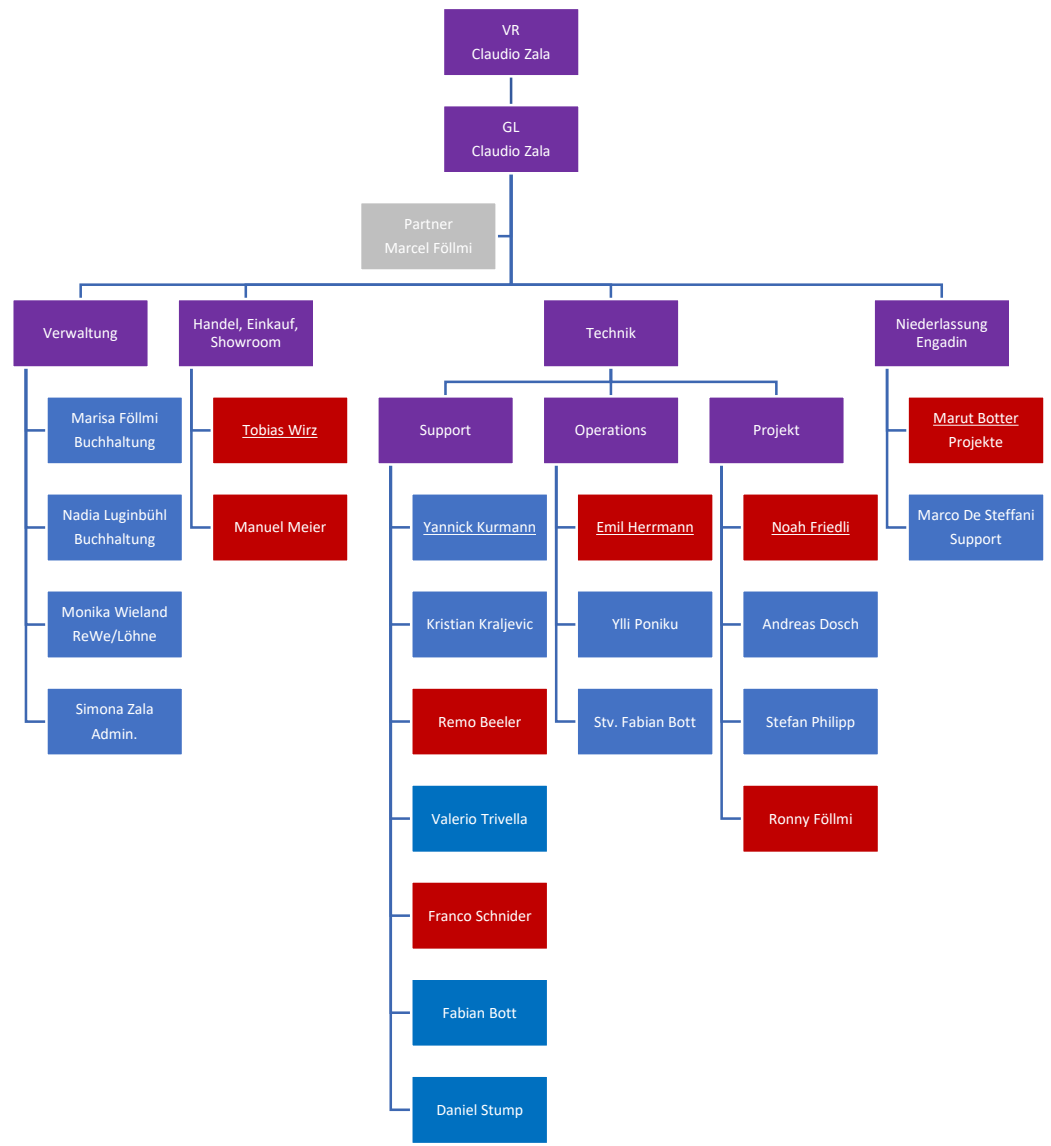 VR
Claudio Zala
GL
Claudio Zala
Partner
Marcel Föllmi
Verwaltung
Handel, Einkauf,
Showroom
Technik
Niederlassung
Engadin
Marisa Föllmi
Buchhaltung
Nadia Luginbühl
Buchhaltung
Monika Wieland
ReWe/Löhne
Simona Zala
Admin.
Tobias Wirz
Manuel Meier
Support
Yannick Kurmann
Kristian Kraljevic
Remo Beeler
Valerio Trivella
Franco Schnider
Fabian Bott
Daniel Stump
Operations
Emil Herrmann
Ylli Poniku
Stv. Fabian Bott
Projekt
Noah Friedli
Andreas Dosch
Stefan Philipp
Ronny Föllmi
Marut Botter
Projekte
Marco De Steffani
Support